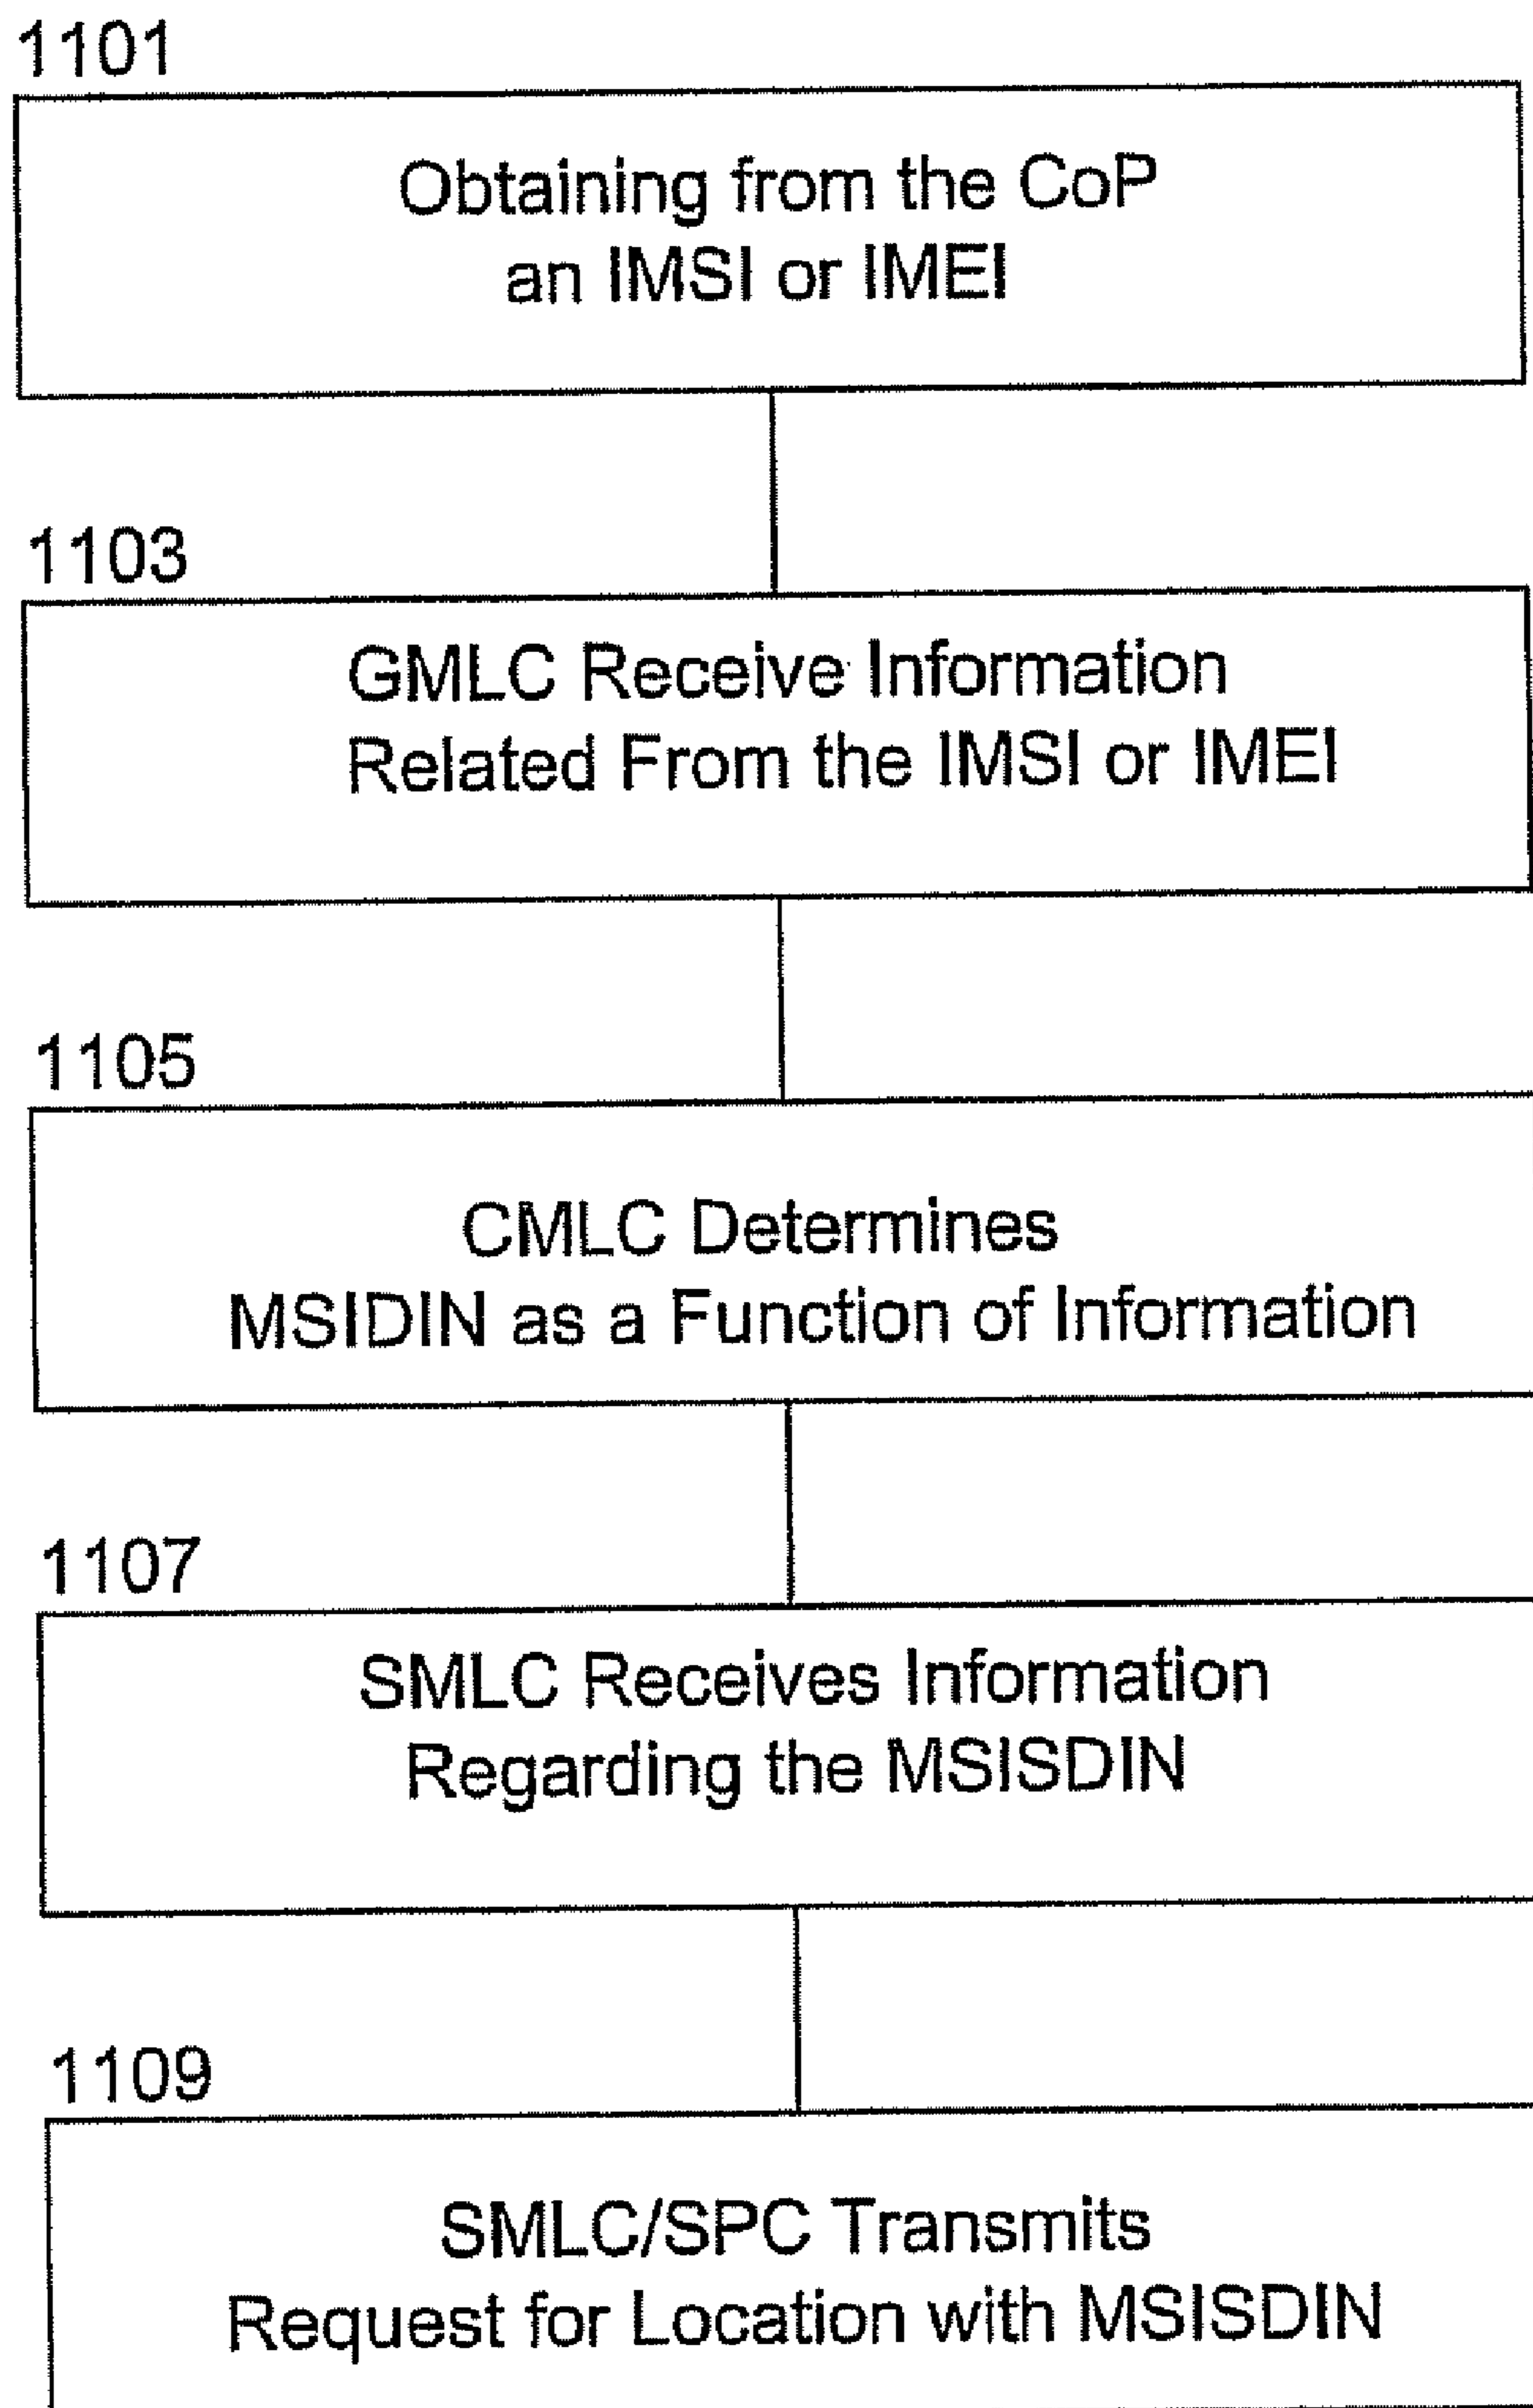 1101
Obtaining from the CoP
an IMSI or IMEI
1103
GMLC Receive Information
Related From the IMSI or IMEI
1105
CMLC Determines
MSIDIN as a Function of Information
1107
SMLC Receives Information
Regarding the MSISDIN
1109
SMLC/SPC Transmits
Request for Location with MSISDIN